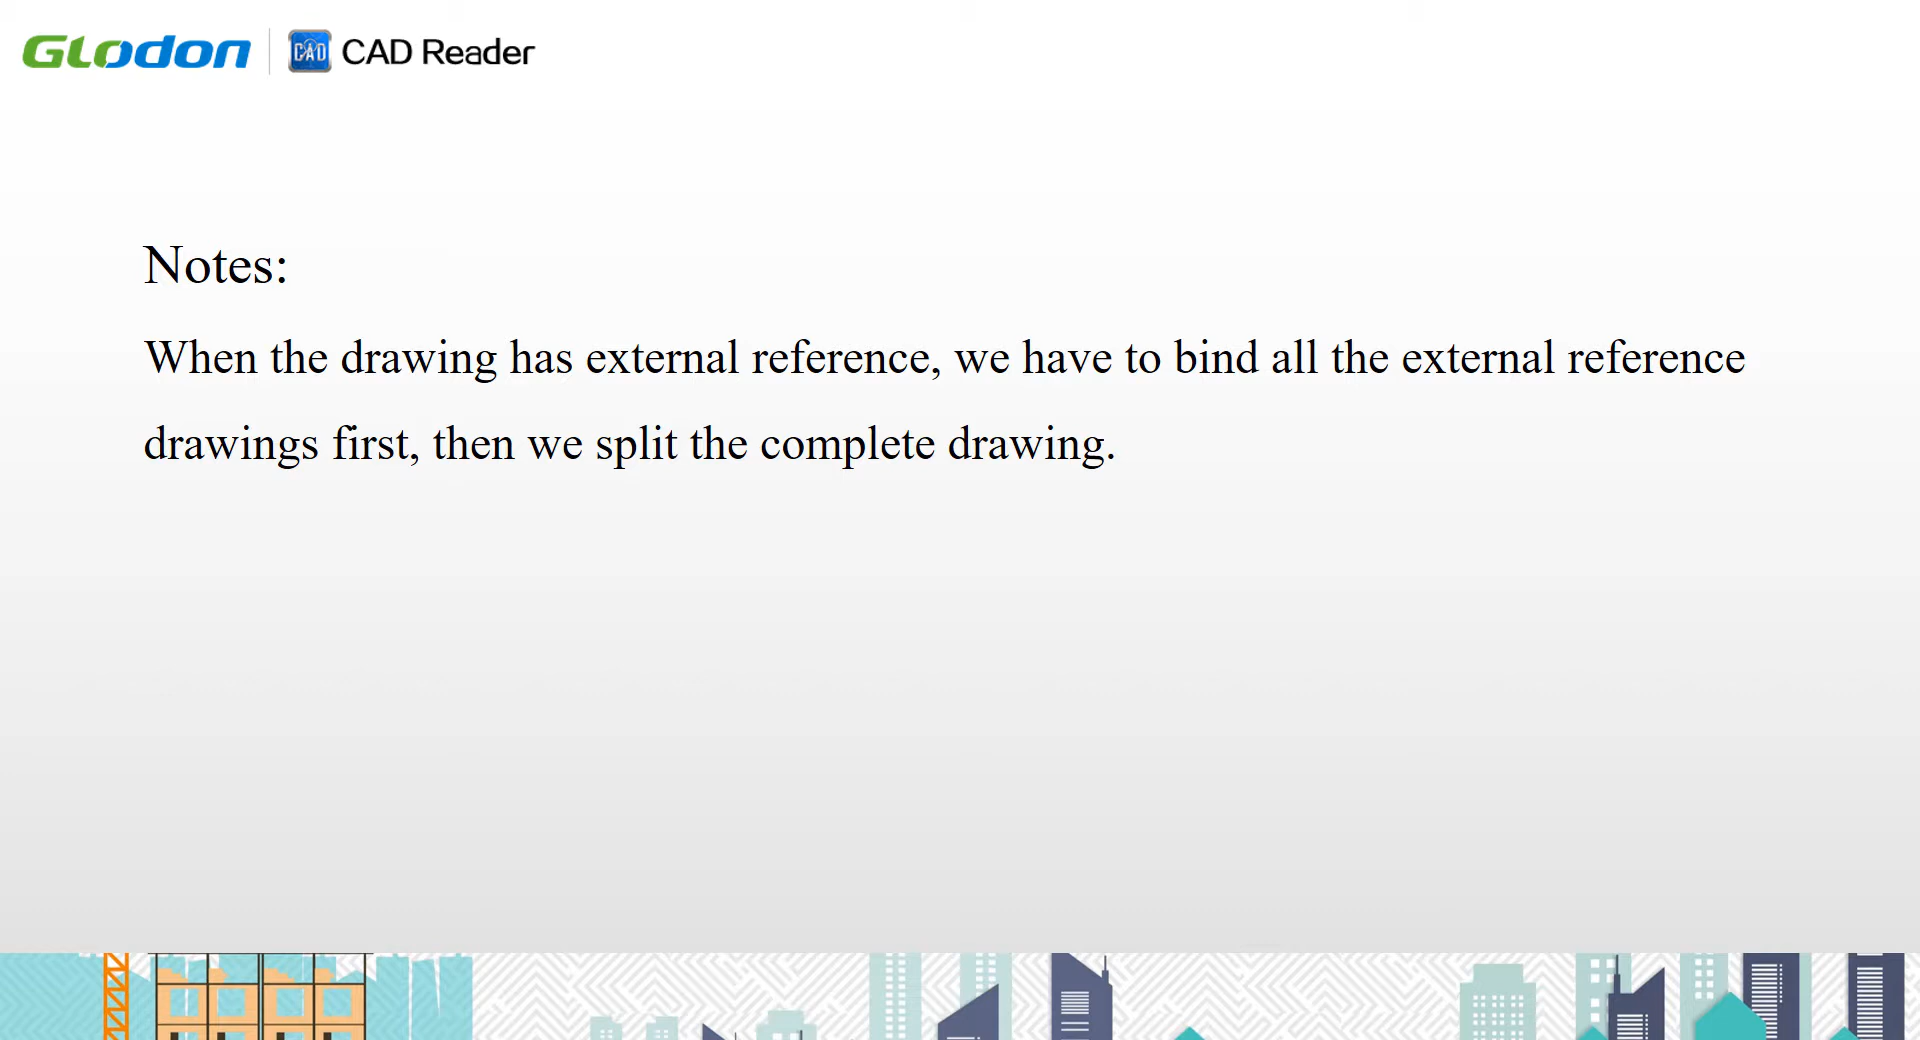 GLodon
CAD
CAD Reader
Notes:
When the drawing has external reference, we have to bind all the external reference
drawings first, then we split the complete drawing.